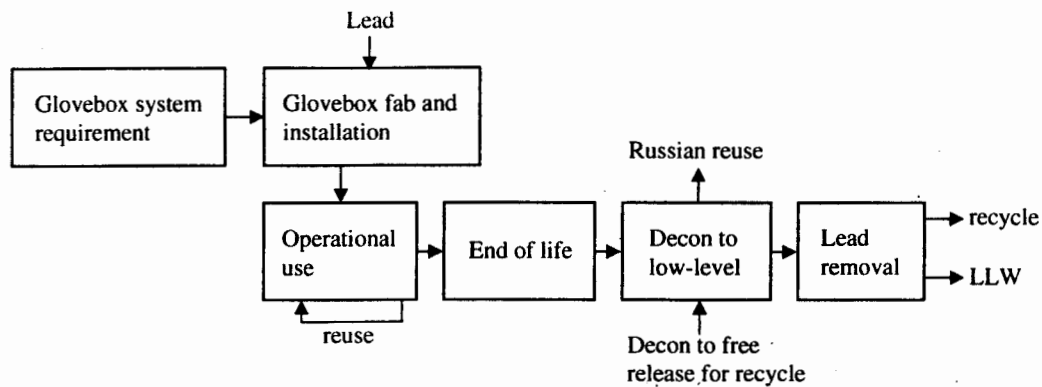 Lead
Glovebox system
requirement
Glovebox fab and
installation
Russian reuse
Operational
use
End of life
Decon to
low-level
Lead
removal
recycle
LLW
reuse
Decon to free
release for recycle